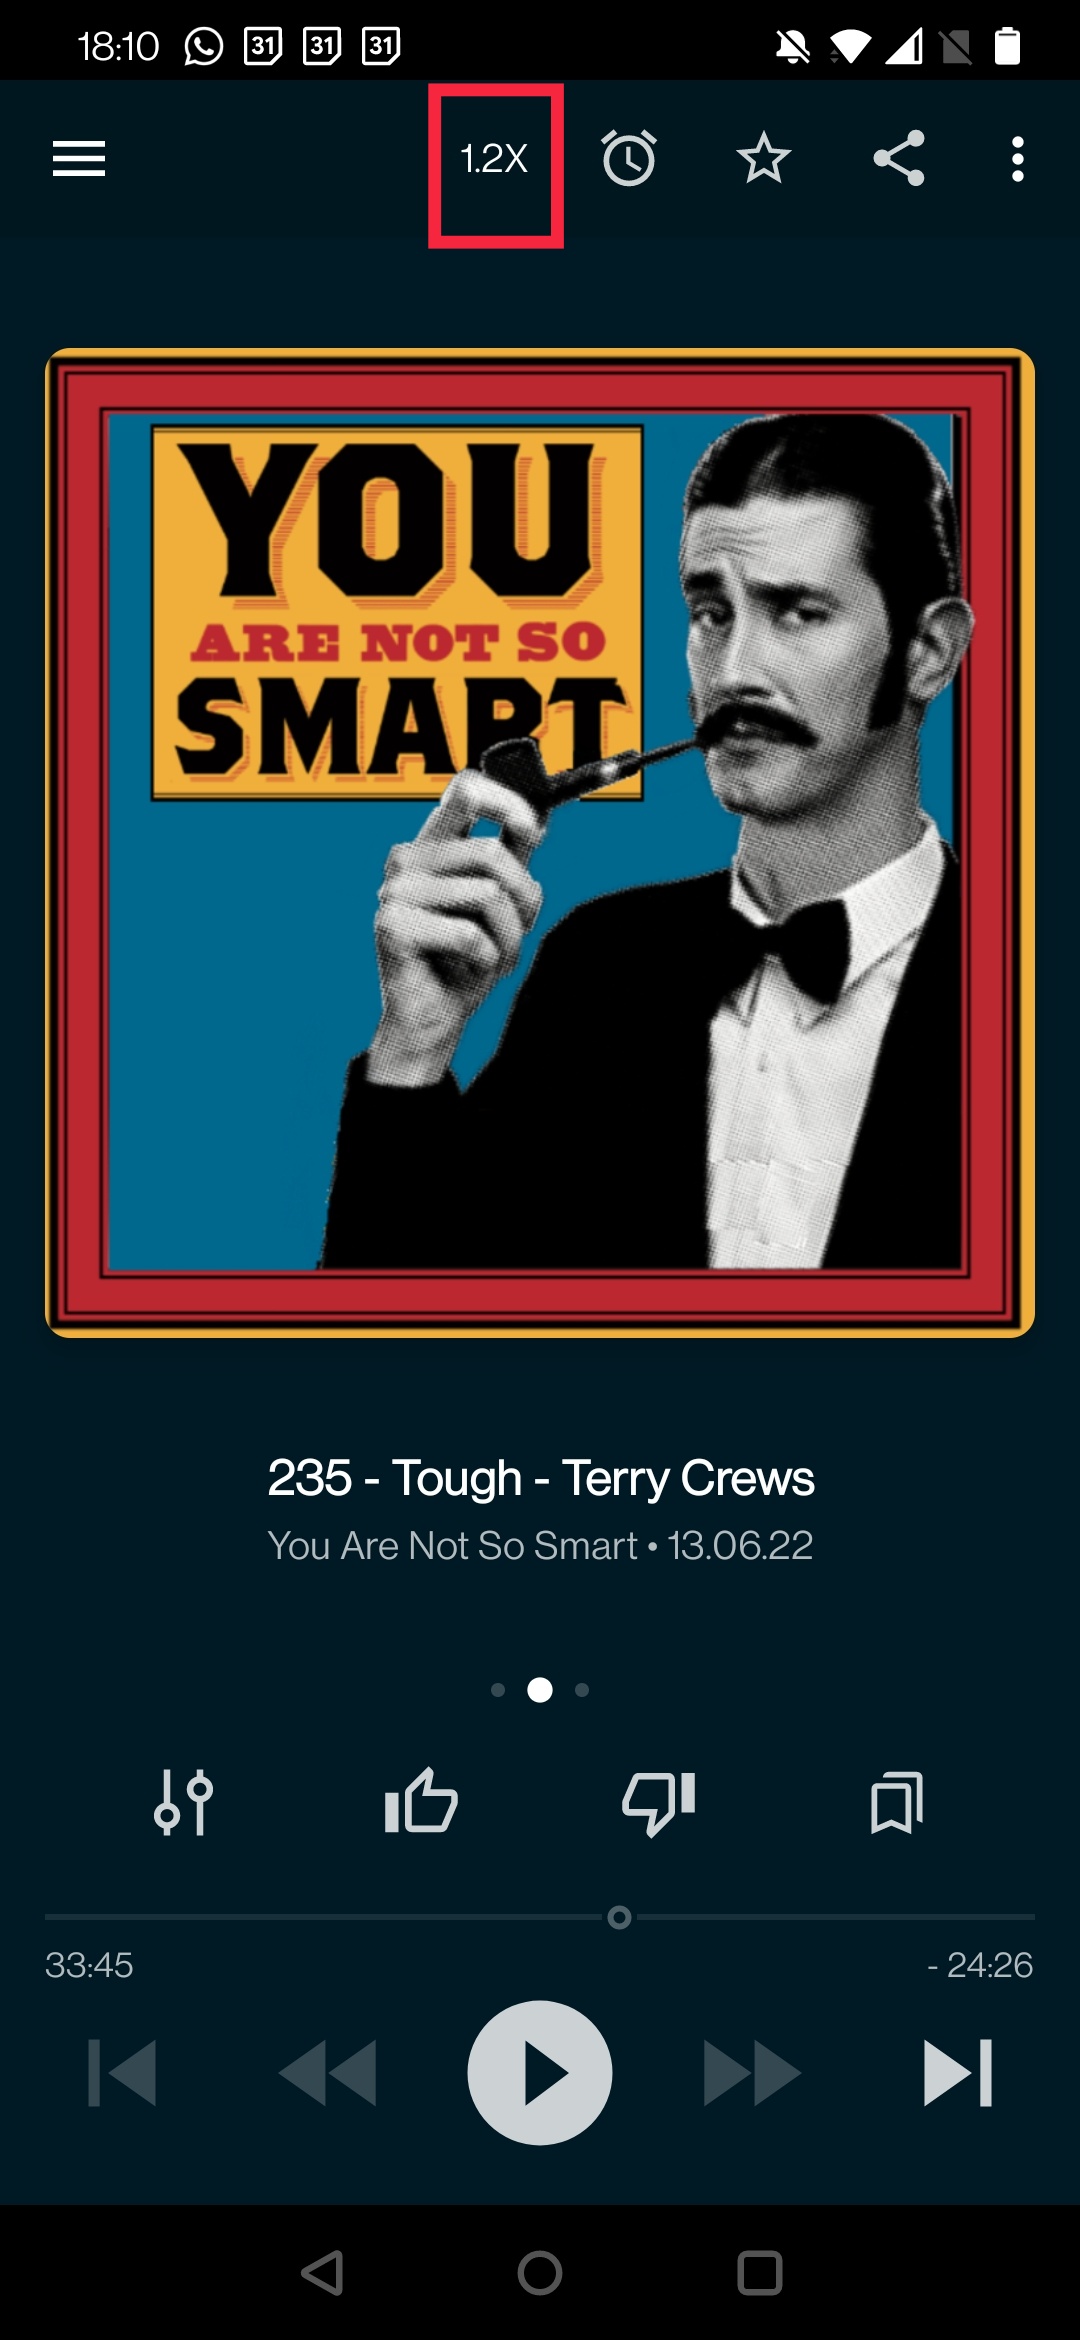 18:10
31 31 31
1.2X
YOU
ARE NOT SO
SMART
235 - Tough - Terry Crews
You Are Not So Smart • 13.06.22
33:45
- 24:26